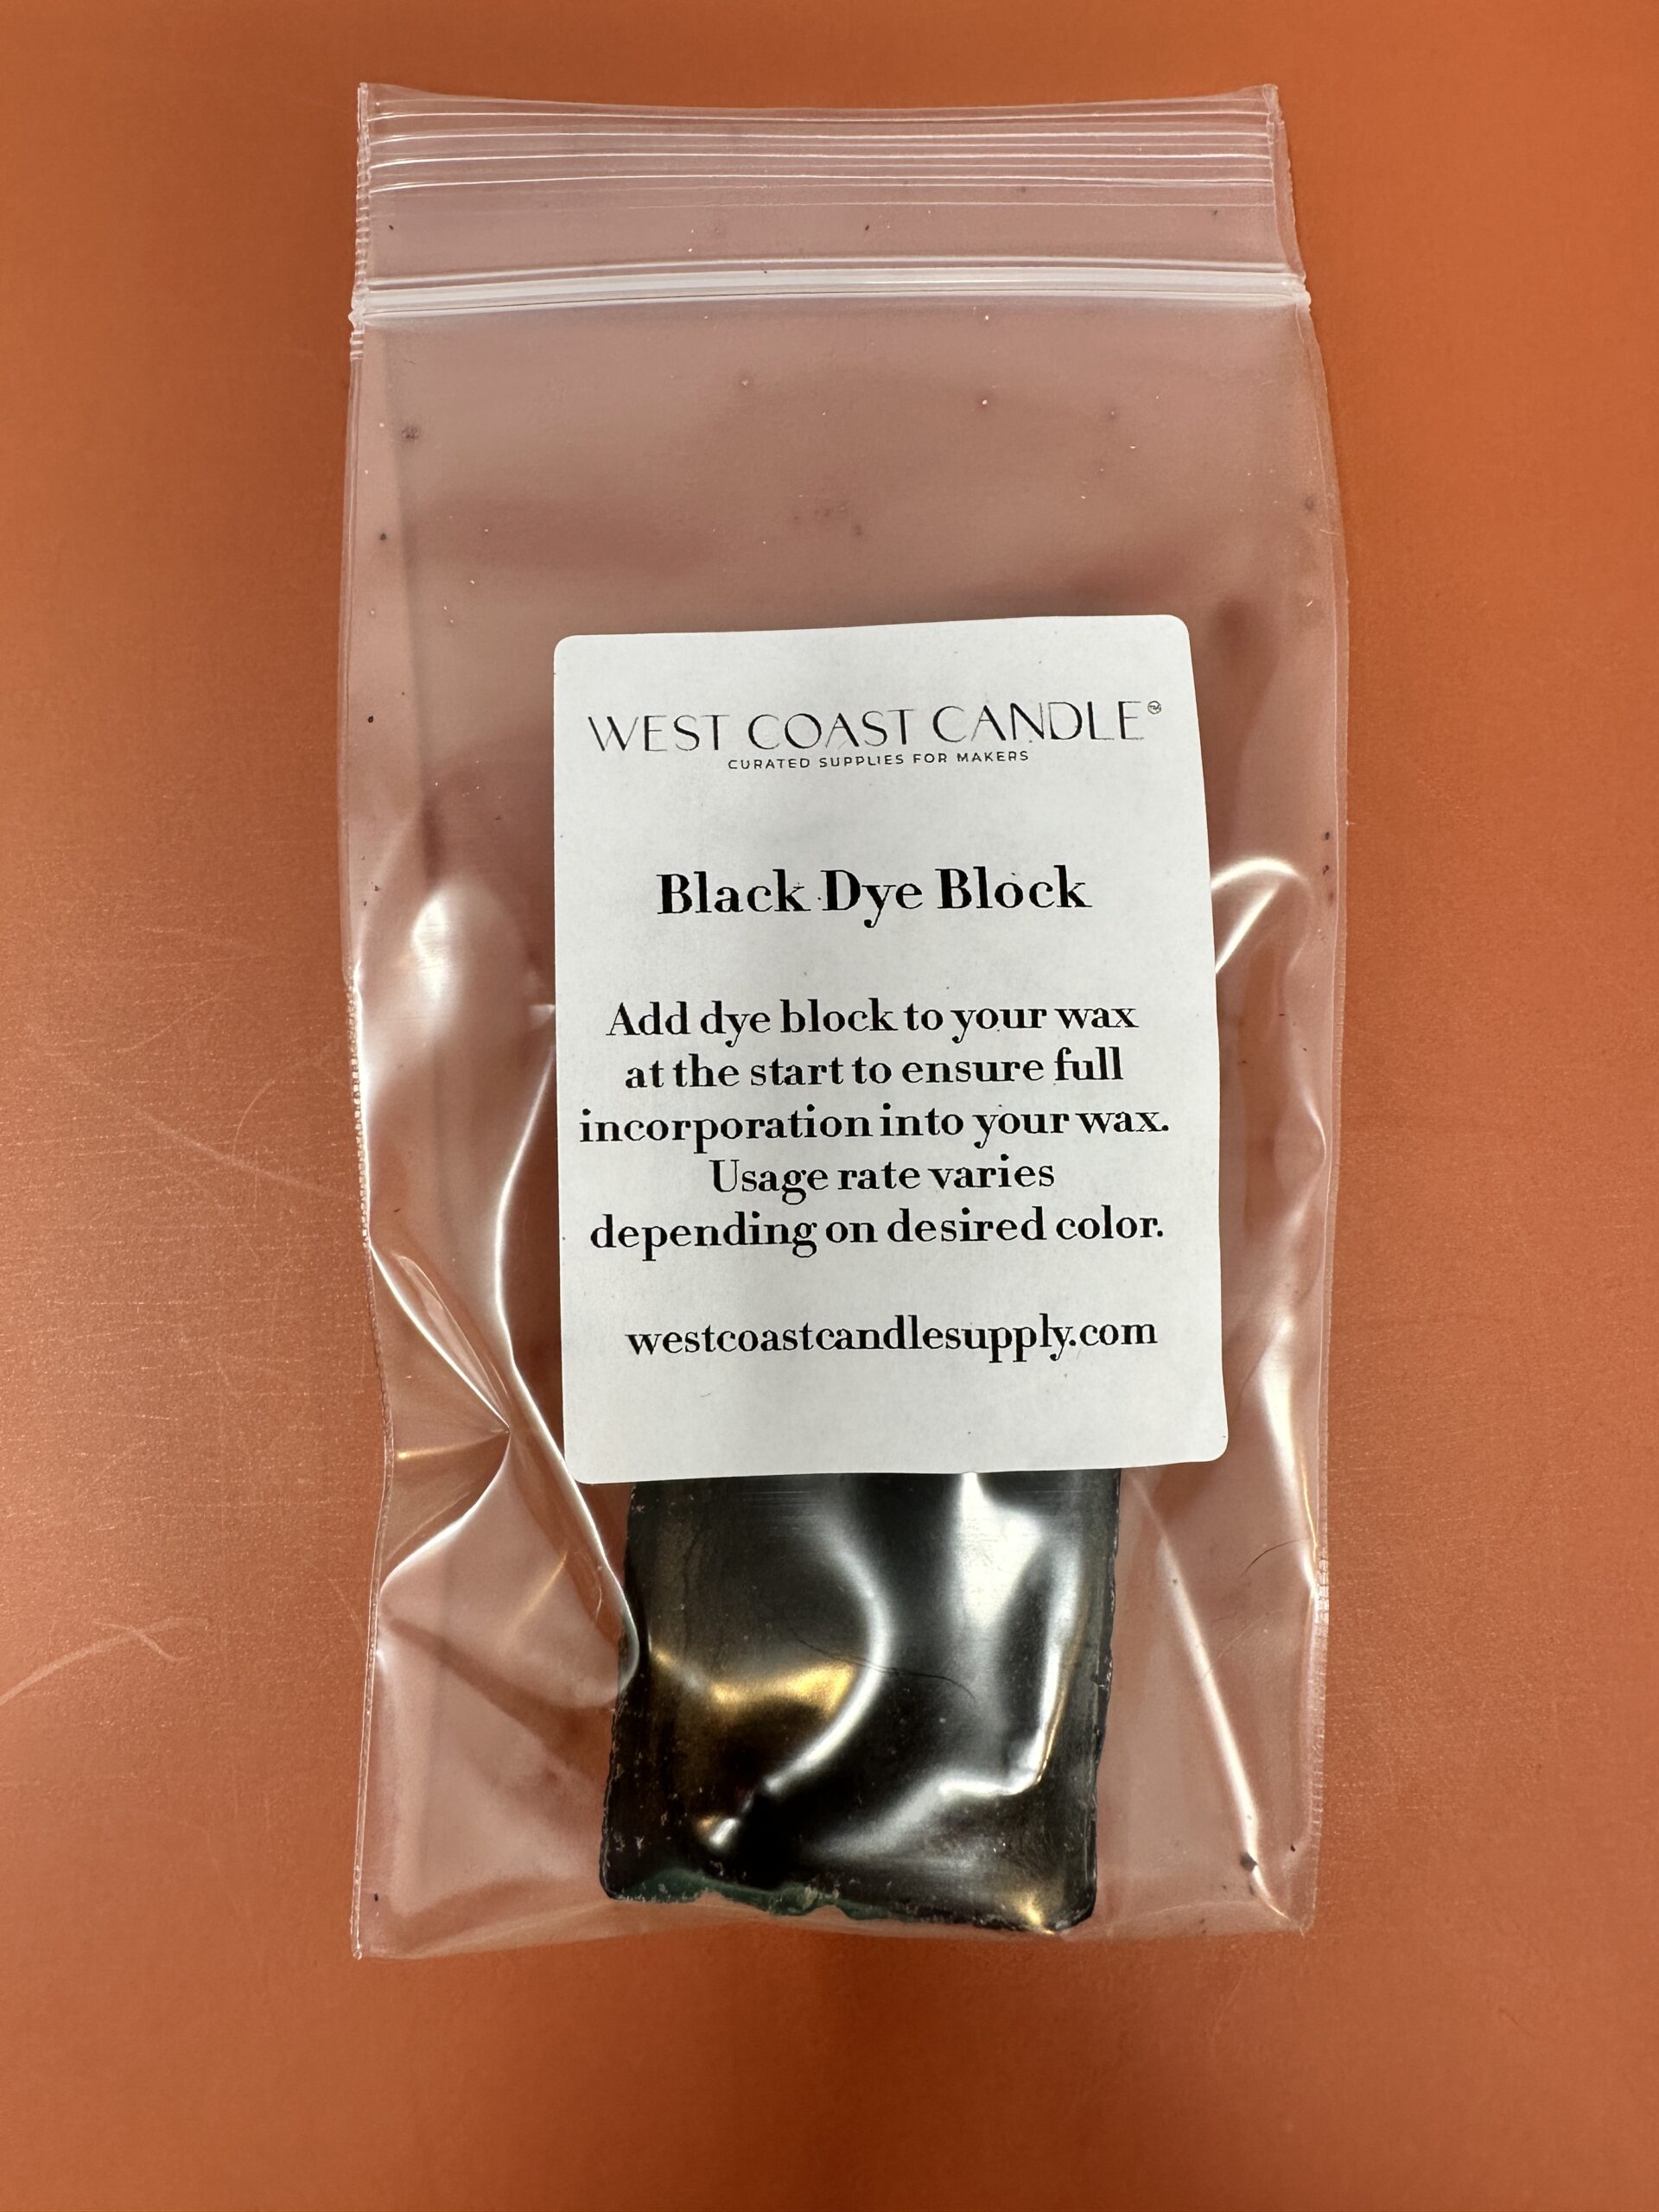 WEST COAST CANDLE™
CURATED SUPPLIES FOR MAKERS
Black Dye Block
Add dye block to your wax
at the start to ensure full
incorporation into your wax.
Usage rate varies
depending on desired color.
westcoastcandlesupply.com